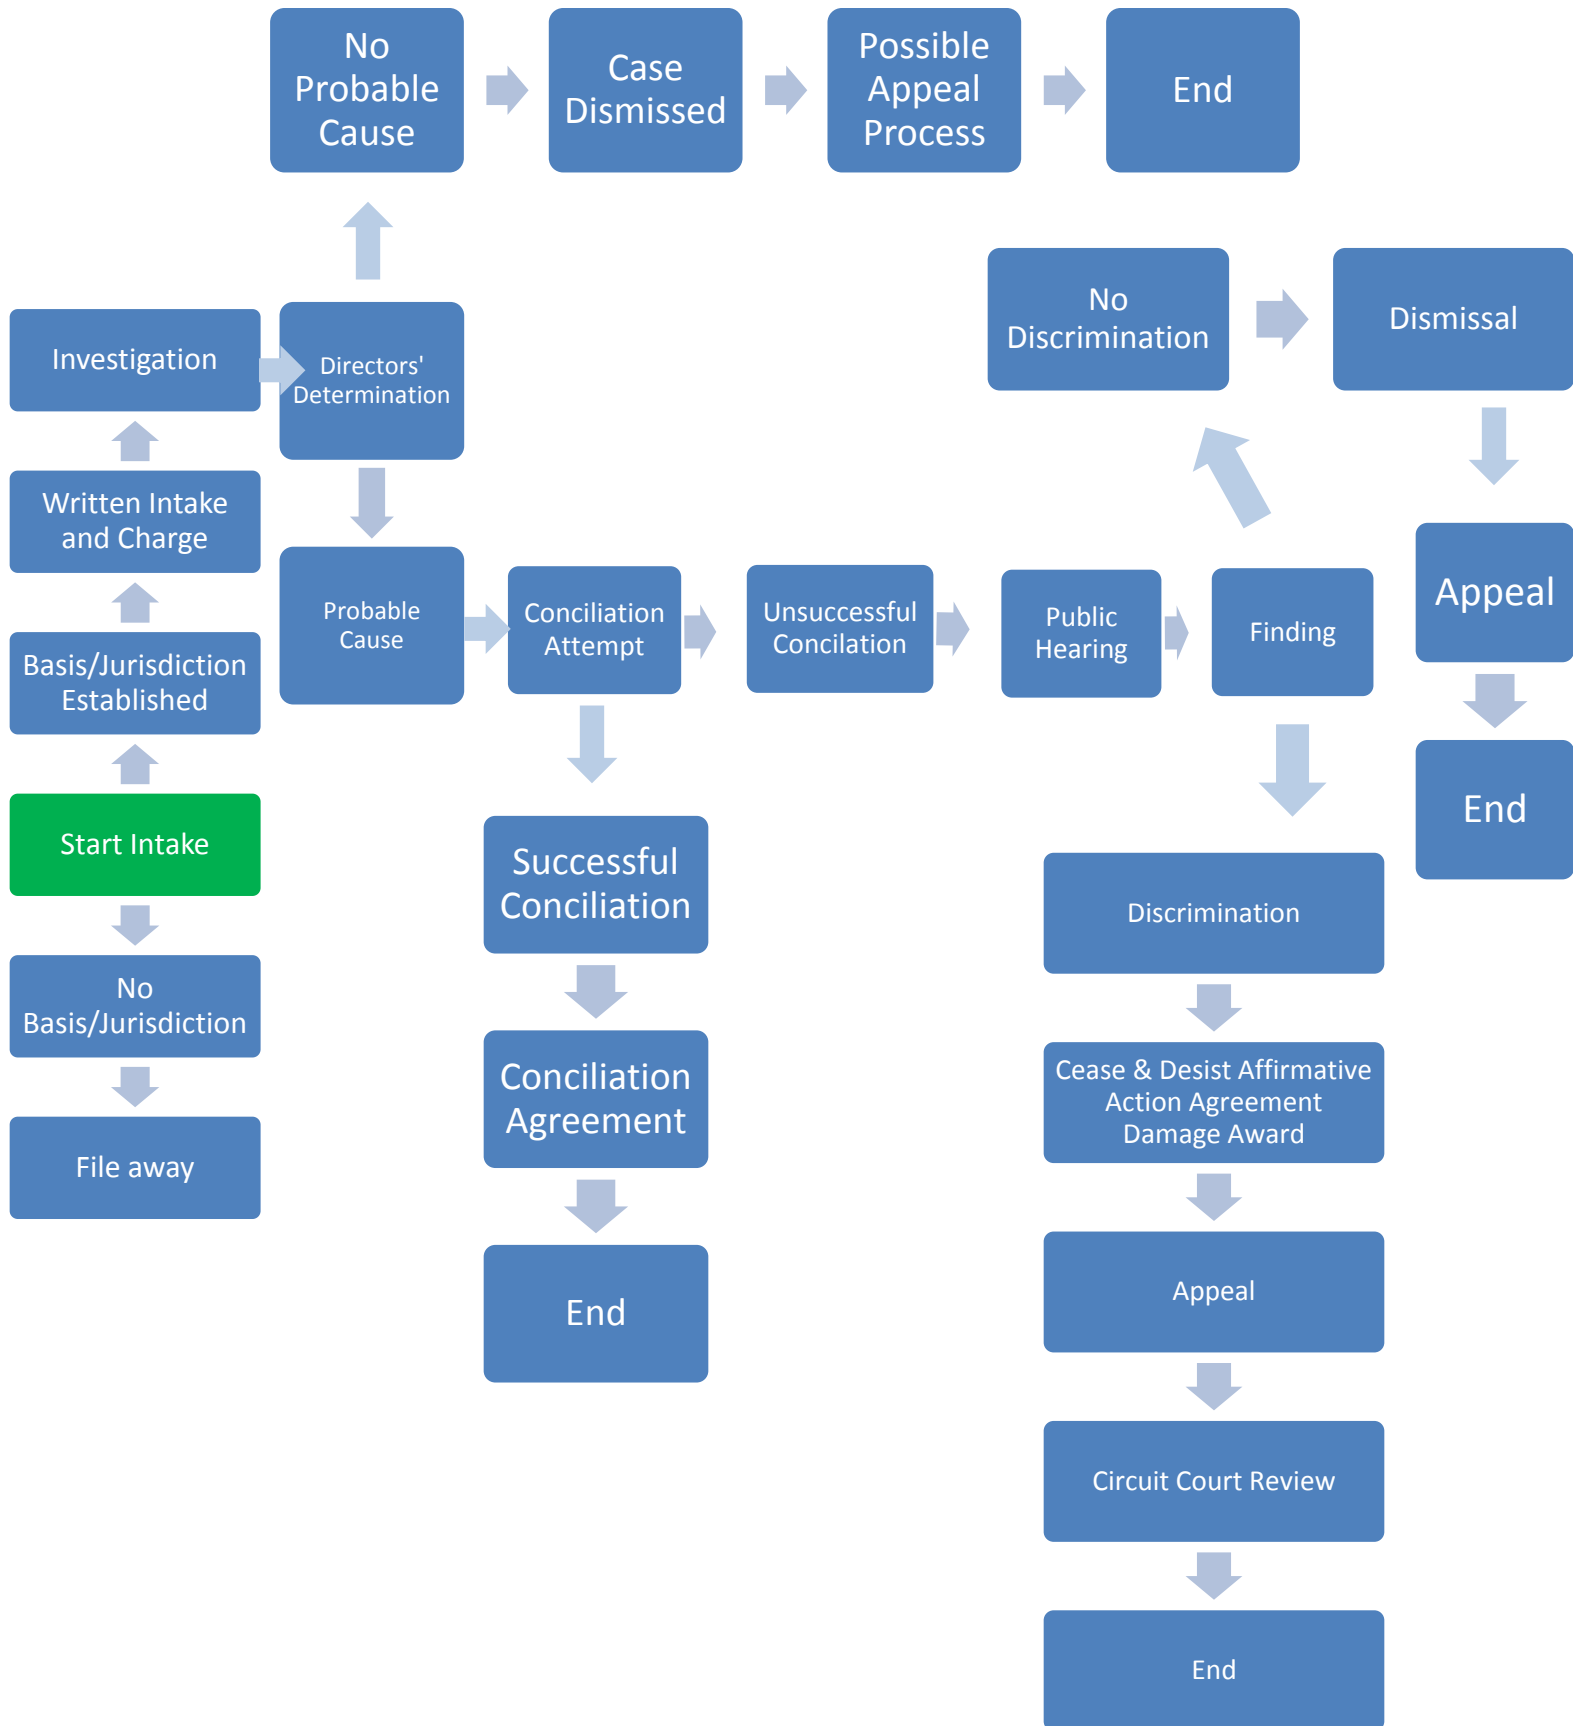 No
Probable
Cause
Case
Dismissed
Possible
Appeal
Process
End
No
Discrimination
Dismissal
Investigation
Directors'
Determination
Written Intake
and Charge
Appeal
Probable
Cause
Conciliation
Attempt
Unsuccessful
Concilation
Public
Hearing
Finding
Basis/Jurisdiction
Established
End
Start Intake
Successful
Conciliation
Discrimination
No
Basis/Jurisdiction
Conciliation
Agreement
Cease & Desist Affirmative
Action Agreement
Damage Award
File away
End
Appeal
Circuit Court Review
End